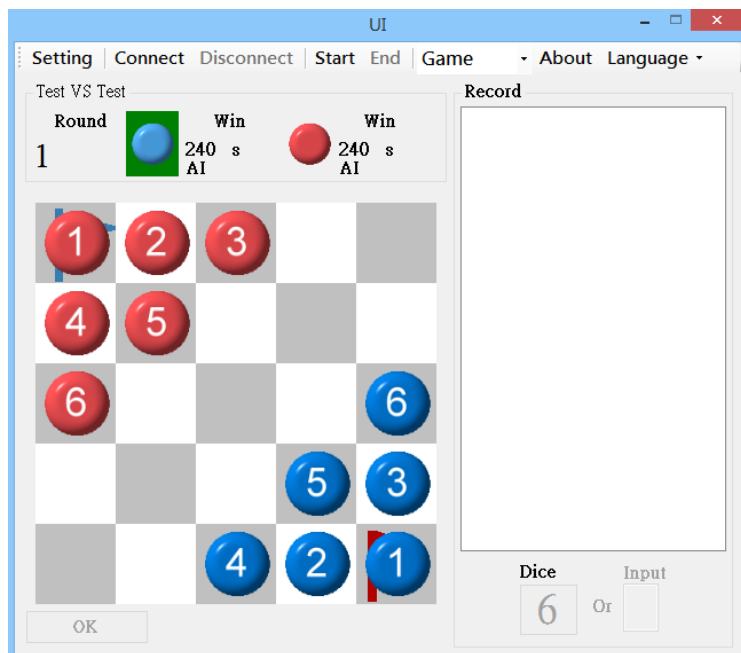 UI
Setting Connect Disconnect Start End Game About Language
Test VS Test
Round Win Win
1 240 s 240 s
AI AI
Record
1 2 3
4 5
6 6
5 3
4 2 1
Dice Input
6 Or
OK